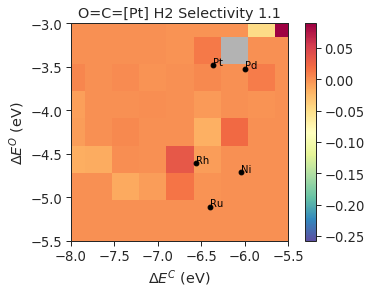 O=C=[Pt] H2 Selectivity 1.1
ΔE^O (eV)
−3.0
−3.5
−4.0
−4.5
−5.0
−5.5
Pt
Pd
Rh
Ni
Ru
−8.0 −7.5 −7.0 −6.5 −6.0 −5.5
ΔE^C (eV)
0.05
0.00
−0.05
−0.10
−0.15
−0.20
−0.25